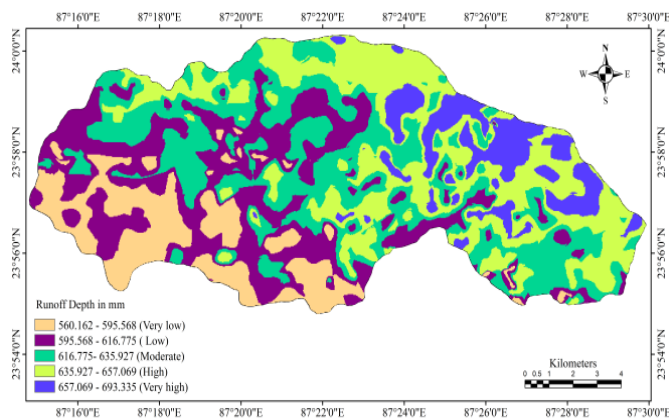 87°16'0"E 87°18'0"E 87°20'0"E 87°22'0"E 87°24'0"E 87°26'0"E 87°28'0"E 87°30'0"E
24°0'0"N 24°0'0"N
N
W E
S
23°58'0"N 23°58'0"N
23°56'0"N 23°56'0"N
23°54'0"N 23°54'0"N
Runoff Depth in mm
560.162 - 595.568 (Very low)
595.568 - 616.775 ( Low)
616.775- 635.927 (Moderate)
635.927 - 657.069 (High)
657.069 - 693.335 (Very high)
Kilometers
0 0.5 1 2 3 4
87°16'0"E 87°18'0"E 87°20'0"E 87°22'0"E 87°24'0"E 87°26'0"E 87°28'0"E 87°30'0"E